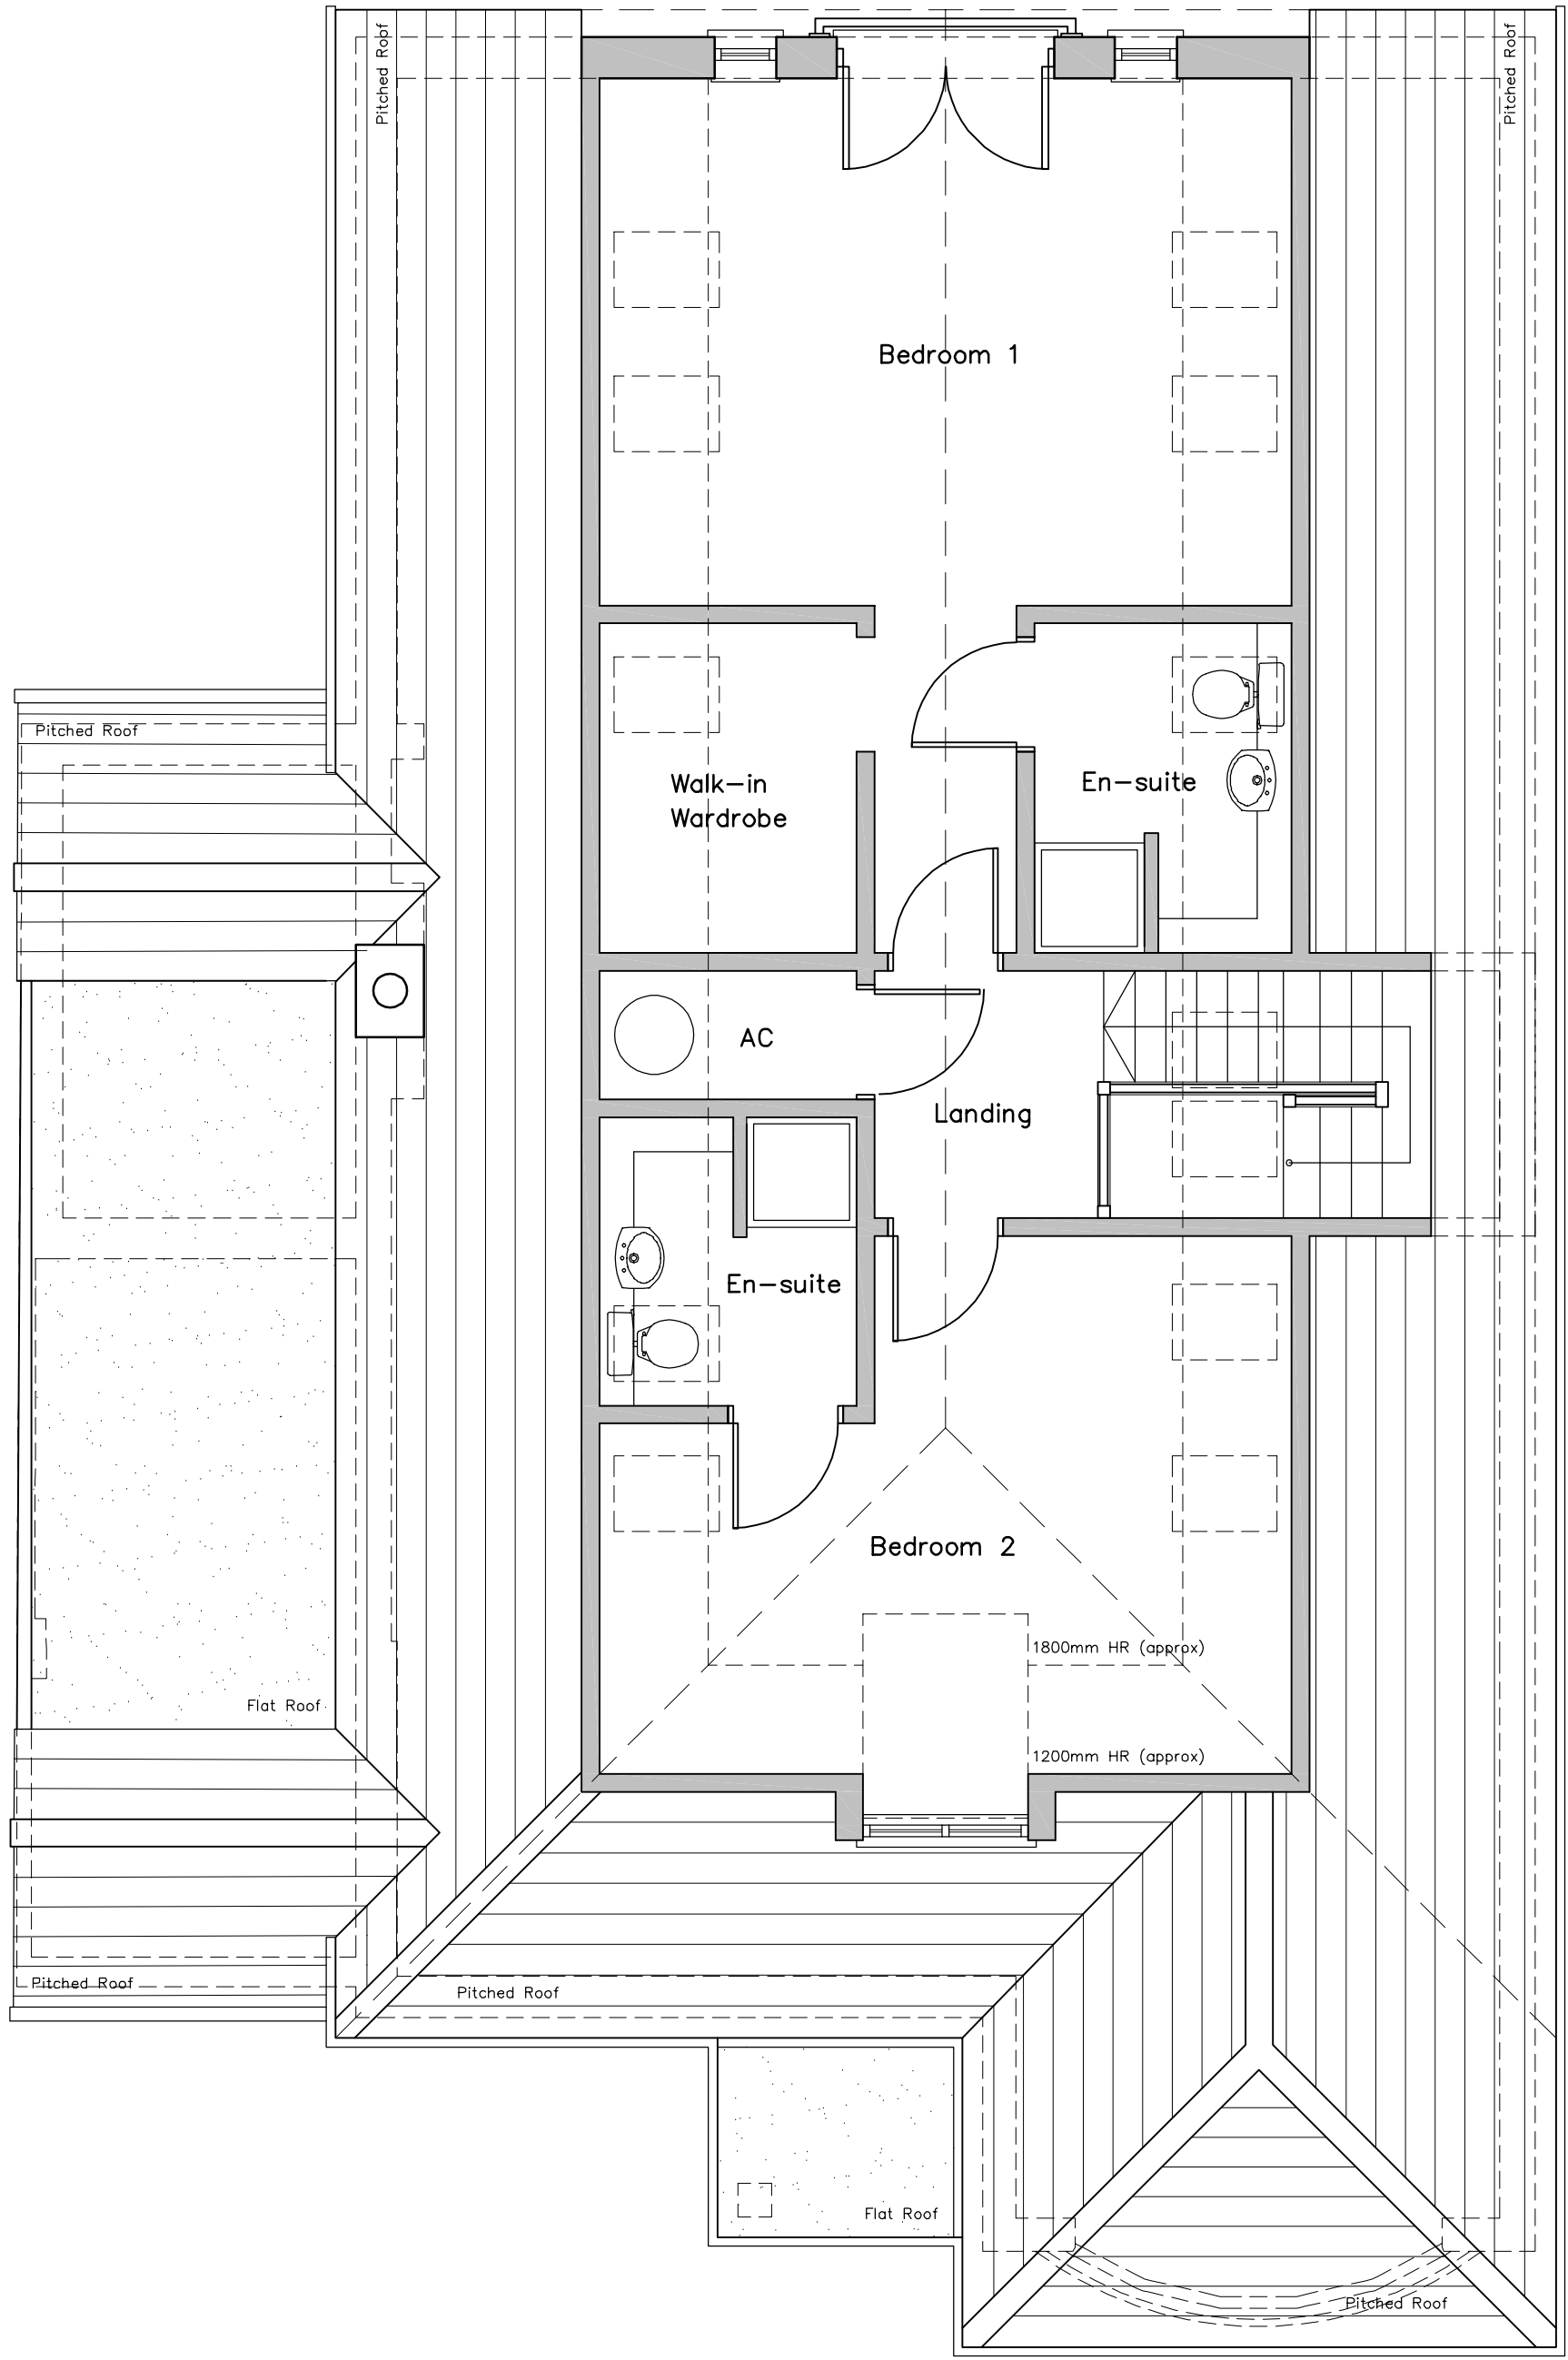 Pitched Roof
Pitched Roof
Bedroom 1
Pitched Roof
Walk-in
Wardrobe
En-suite
AC
Landing
En-suite
Bedroom 2
1800mm HR (approx)
Flat Roof
1200mm HR (approx)
Pitched Roof
Pitched Roof
Flat Roof
Pitched Roof